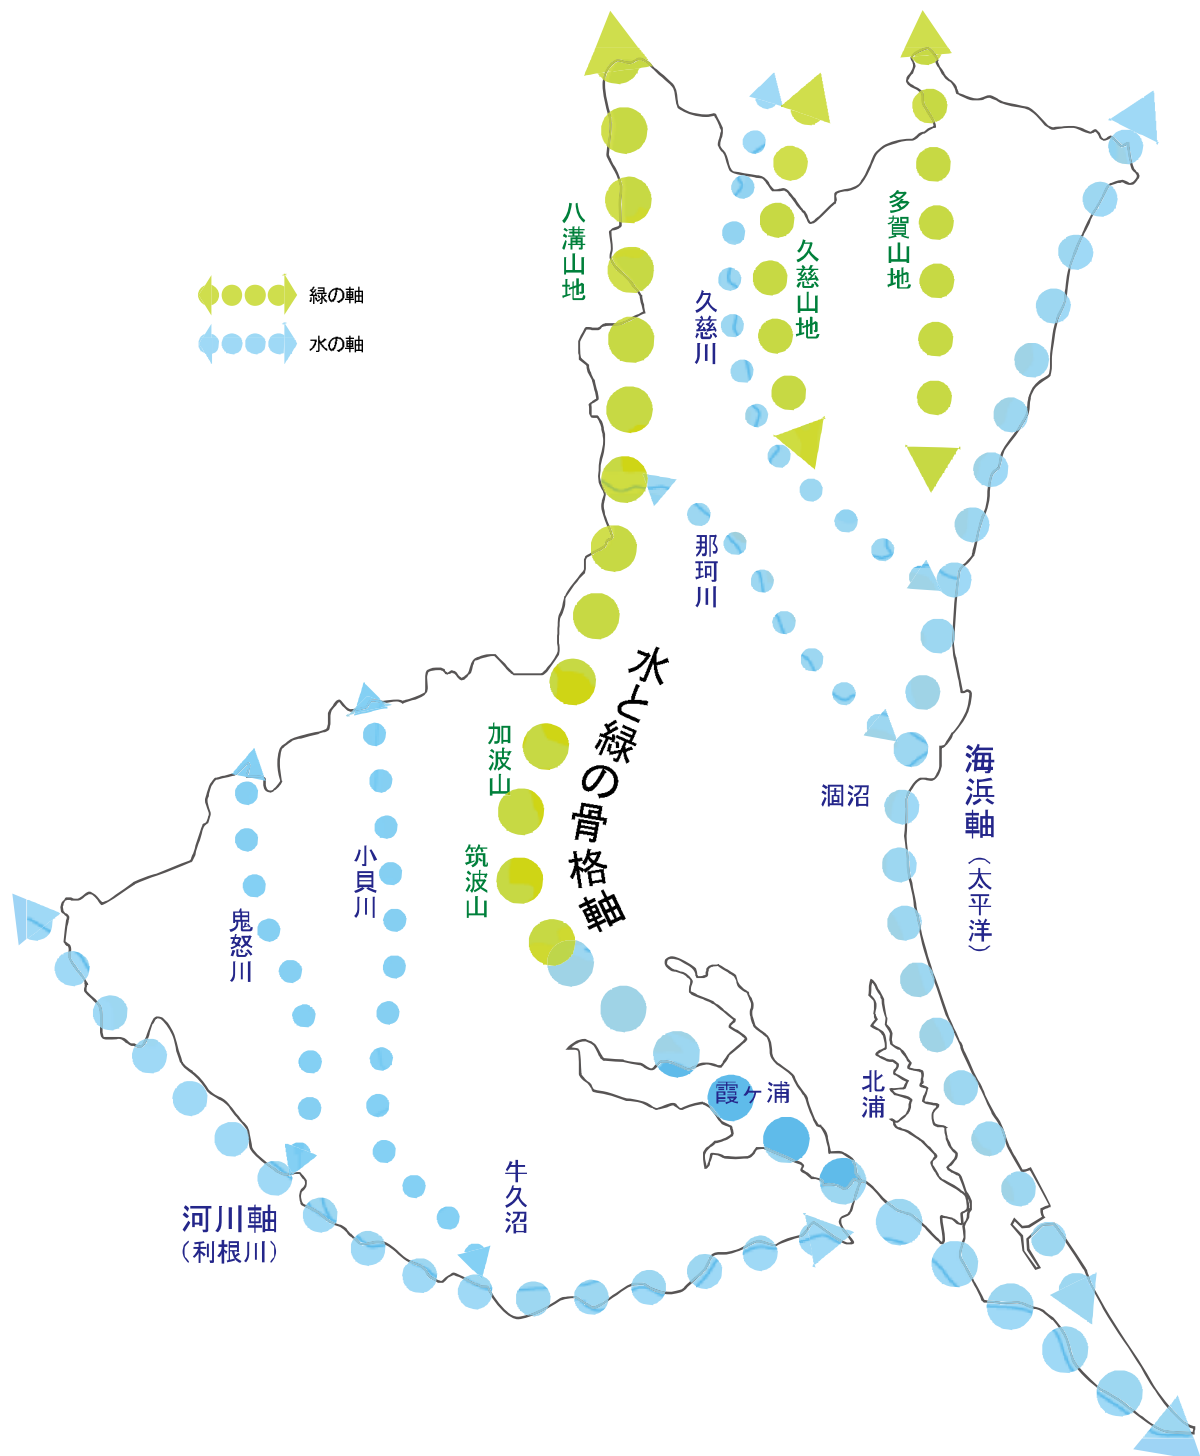 八溝山地
久慈山地
多賀山地
久慈川
緑の軸
水の軸
那珂川
水と緑の骨格軸
加波山
筑波山
涸沼
海浜軸
（太平洋）
小貝川
鬼怒川
霞ヶ浦
北浦
牛久沼
河川軸
（利根川）